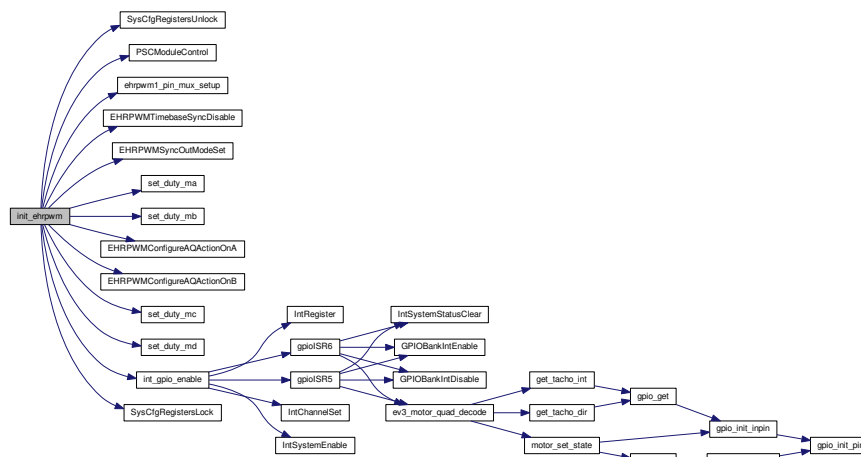 SysCfgRegistersUnlock
PSCModuleControl
ehrpwm1_pin_mux_setup
EHRPWMTimebaseSyncDisable
EHRPWMSyncOutModeSet
set_duty_ma
init_ehrpwm
set_duty_mb
EHRPWMConfigureAQActionOnA
EHRPWMConfigureAQActionOnB
set_duty_mc
IntRegister
IntSystemStatusClear
set_duty_md
gpioISR6
GPIOBankIntEnable
int_gpio_enable
gpioISR5
GPIOBankIntDisable
get_tacho_int
gpio_get
SysCfgRegistersLock
IntChannelSet
ev3_motor_quad_decode
get_tacho_dir
gpio_init_inpin
IntSystemEnable
motor_set_state
gpio_init_pin